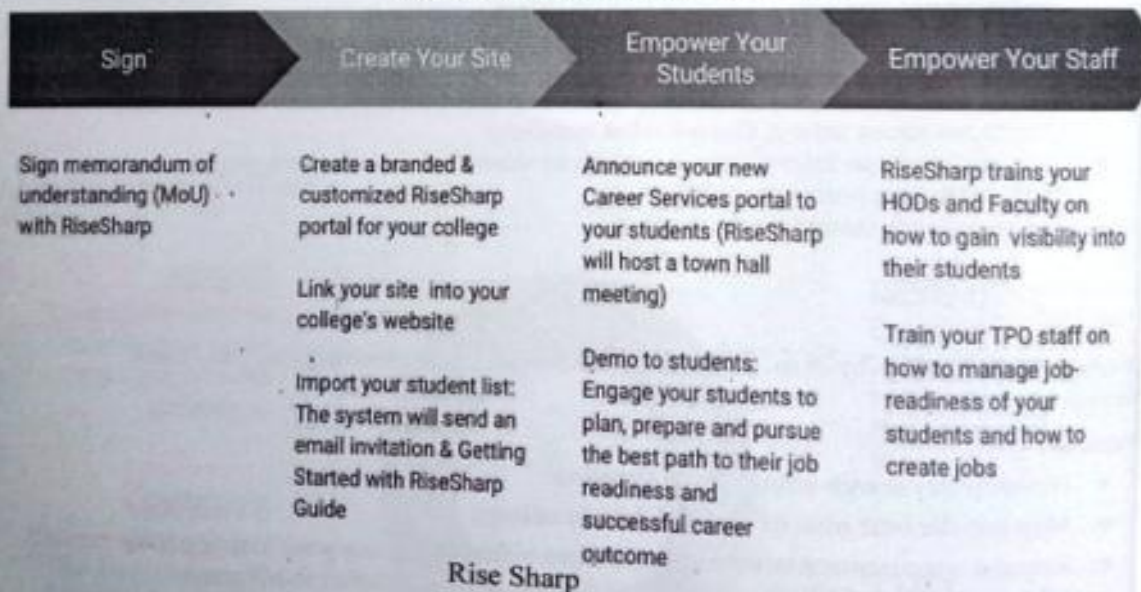 Sign
Create Your Site
Empower Your
Students
Empower Your Staff
Sign memorandum of
understanding (MoU)
with RiseSharp
Create a branded &
customized RiseSharp
portal for your college
Link your site into your
college's website
Import your student list:
The system will send an
email invitation & Getting
Started with RiseSharp
Guide
Announce your new
Career Services portal to
your students (RiseSharp
will host a town hall
meeting)
Demo to students:
Engage your students to
plan, prepare and pursue
the best path to their job
readiness and
successful career
outcome
RiseSharp trains your
HODs and Faculty on
how to gain visibility into
their students
Train your TPO staff on
how to manage job-
readiness of your
students and how to
create jobs
Rise Sharp